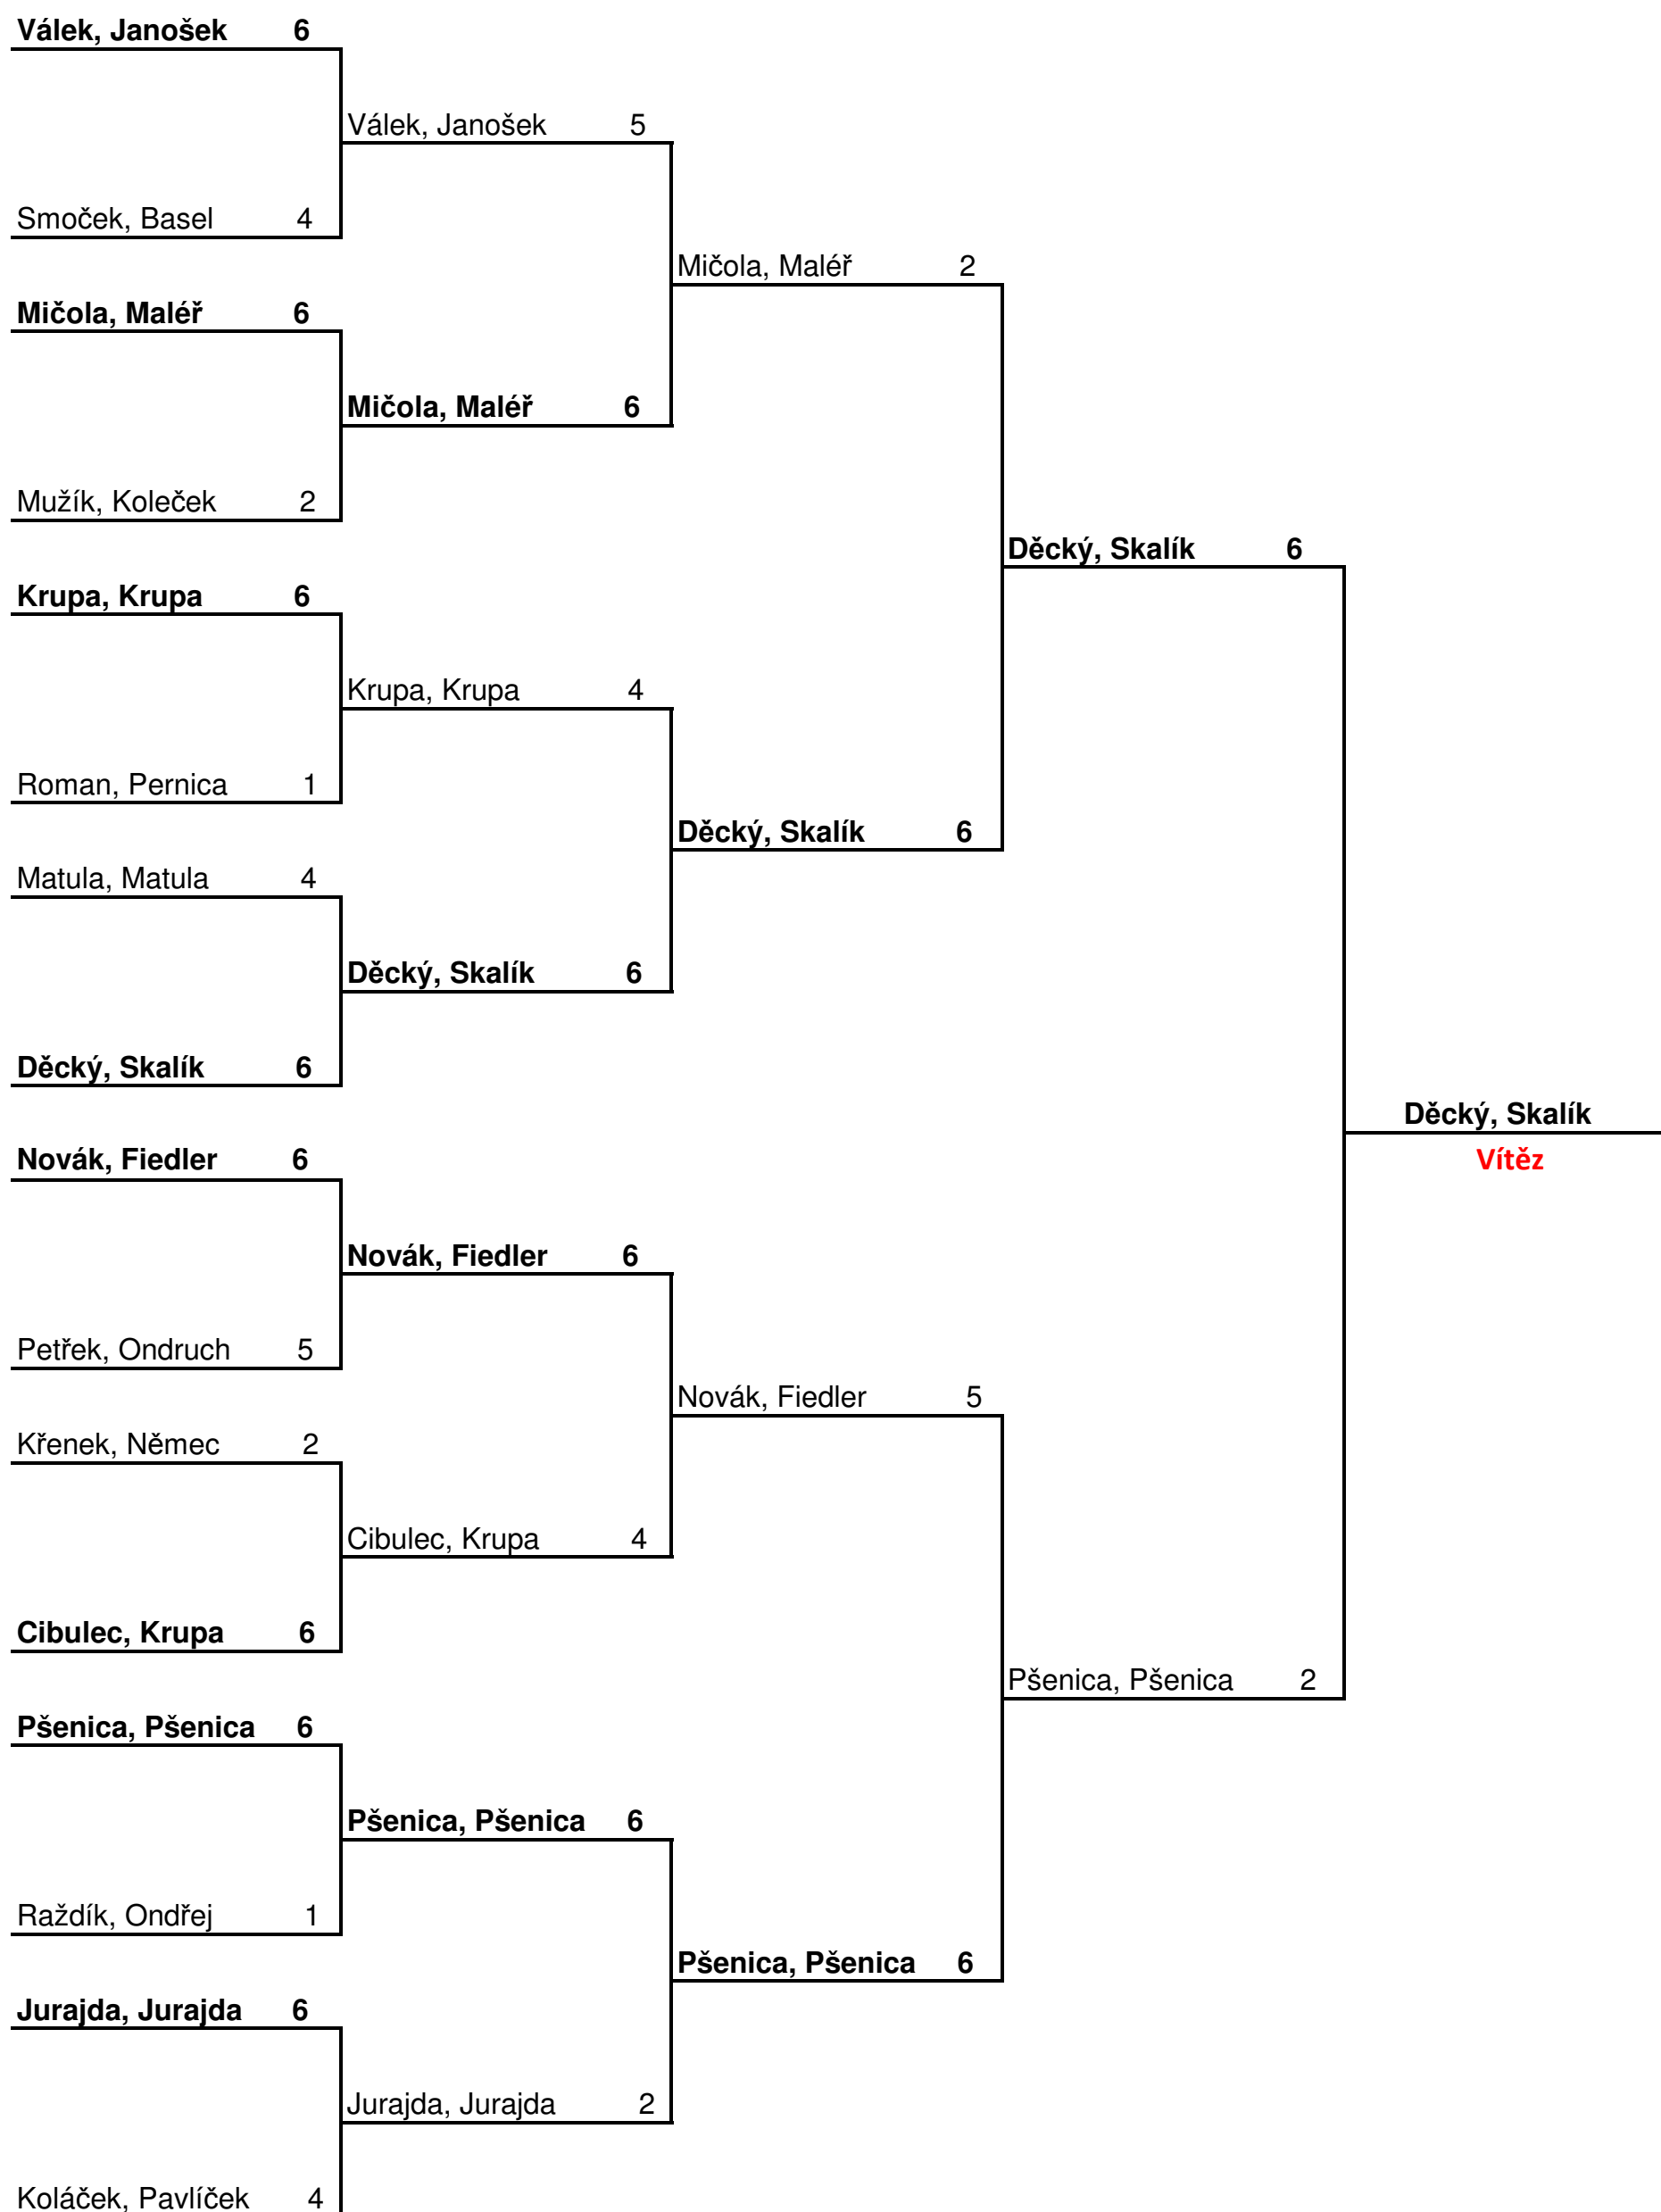 Válek, Janošek 6
Válek, Janošek 5
Smoček, Basel 4
Mičola, Maléř 2
Mičola, Maléř 6
Mičola, Maléř 6
Mužík, Koleček 2
Děcký, Skalík 6
Krupa, Krupa 6
Krupa, Krupa 4
Roman, Pernica 1
Děcký, Skalík 6
Matula, Matula 4
Děcký, Skalík 6
Děcký, Skalík 6
Děcký, Skalík
Novák, Fiedler 6
Vítěz
Novák, Fiedler 6
Petřek, Ondruch 5
Novák, Fiedler 5
Křenek, Němec 2
Cibulec, Krupa 4
Cibulec, Krupa 6
Pšenica, Pšenica 2
Pšenica, Pšenica 6
Pšenica, Pšenica 6
Raždík, Ondřej 1
Pšenica, Pšenica 6
Jurajda, Jurajda 6
Jurajda, Jurajda 2
Koláček, Pavlíček 4